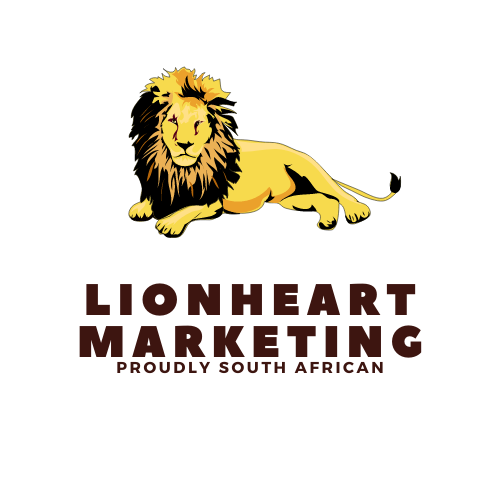 LIONHEART
MARKETING
PROUDLY SOUTH AFRICAN